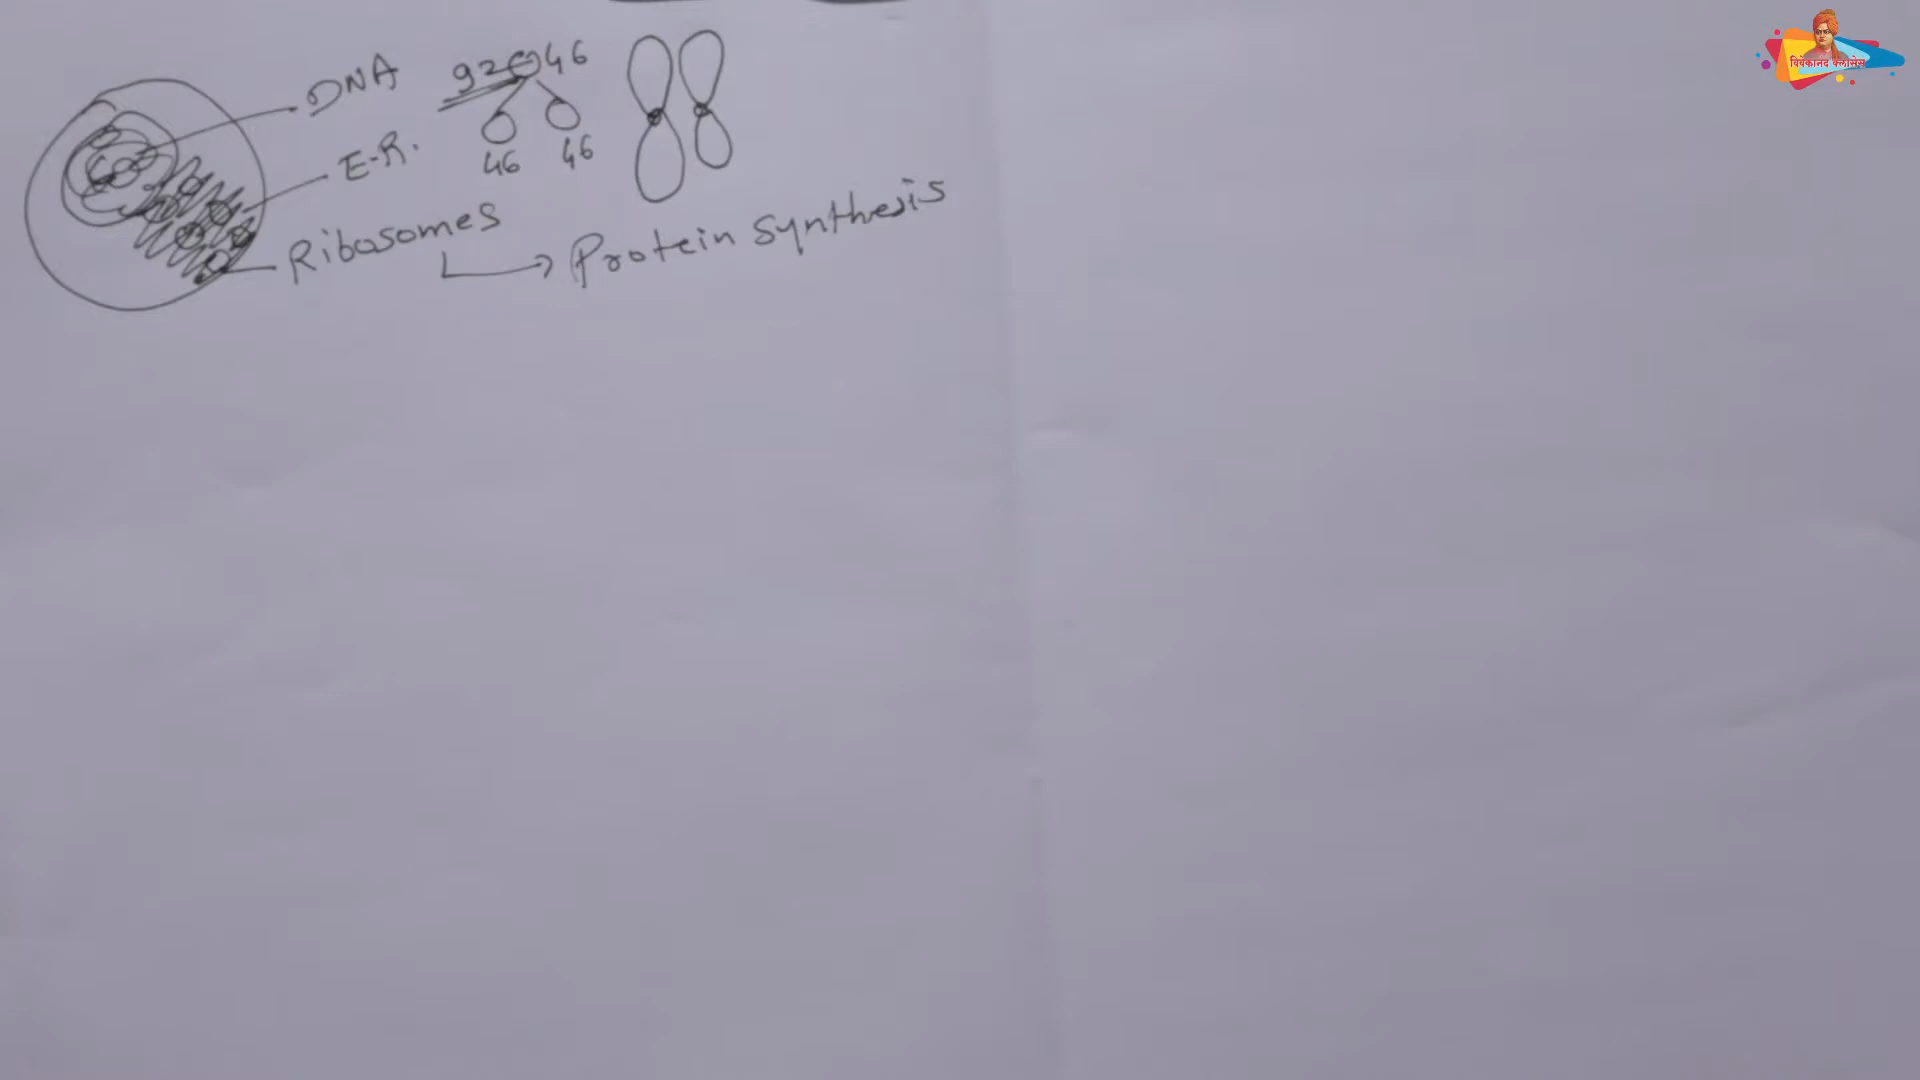 DNA
92 46
46 46
E.R.
Ribosomes
Protein synthesis
विवेकानंद क्लासेस